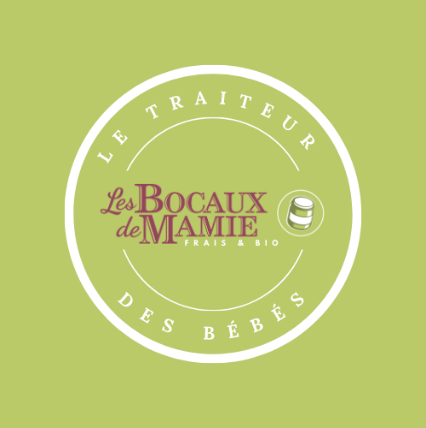 LE TRAITEUR
Les BOCAUX
de MAMIE
FRAIS & BIO
DES BÉBÉS